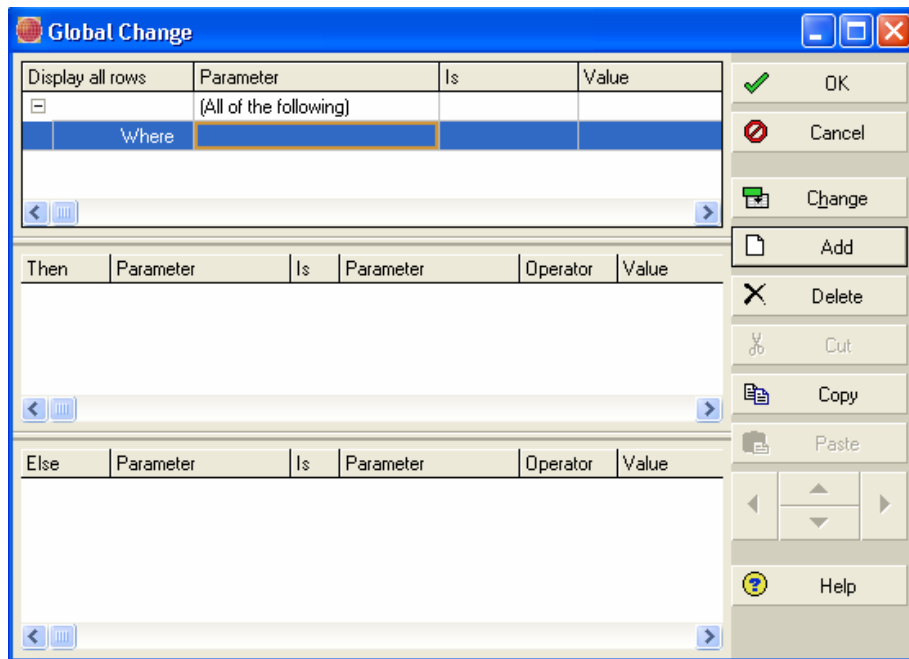 Global Change
Display all rows Parameter Is Value
(All of the following)
Where
Then Parameter Is Parameter Operator Value
Else Parameter Is Parameter Operator Value
OK
Cancel
Change
Add
Delete
Cut
Copy
Paste
Help